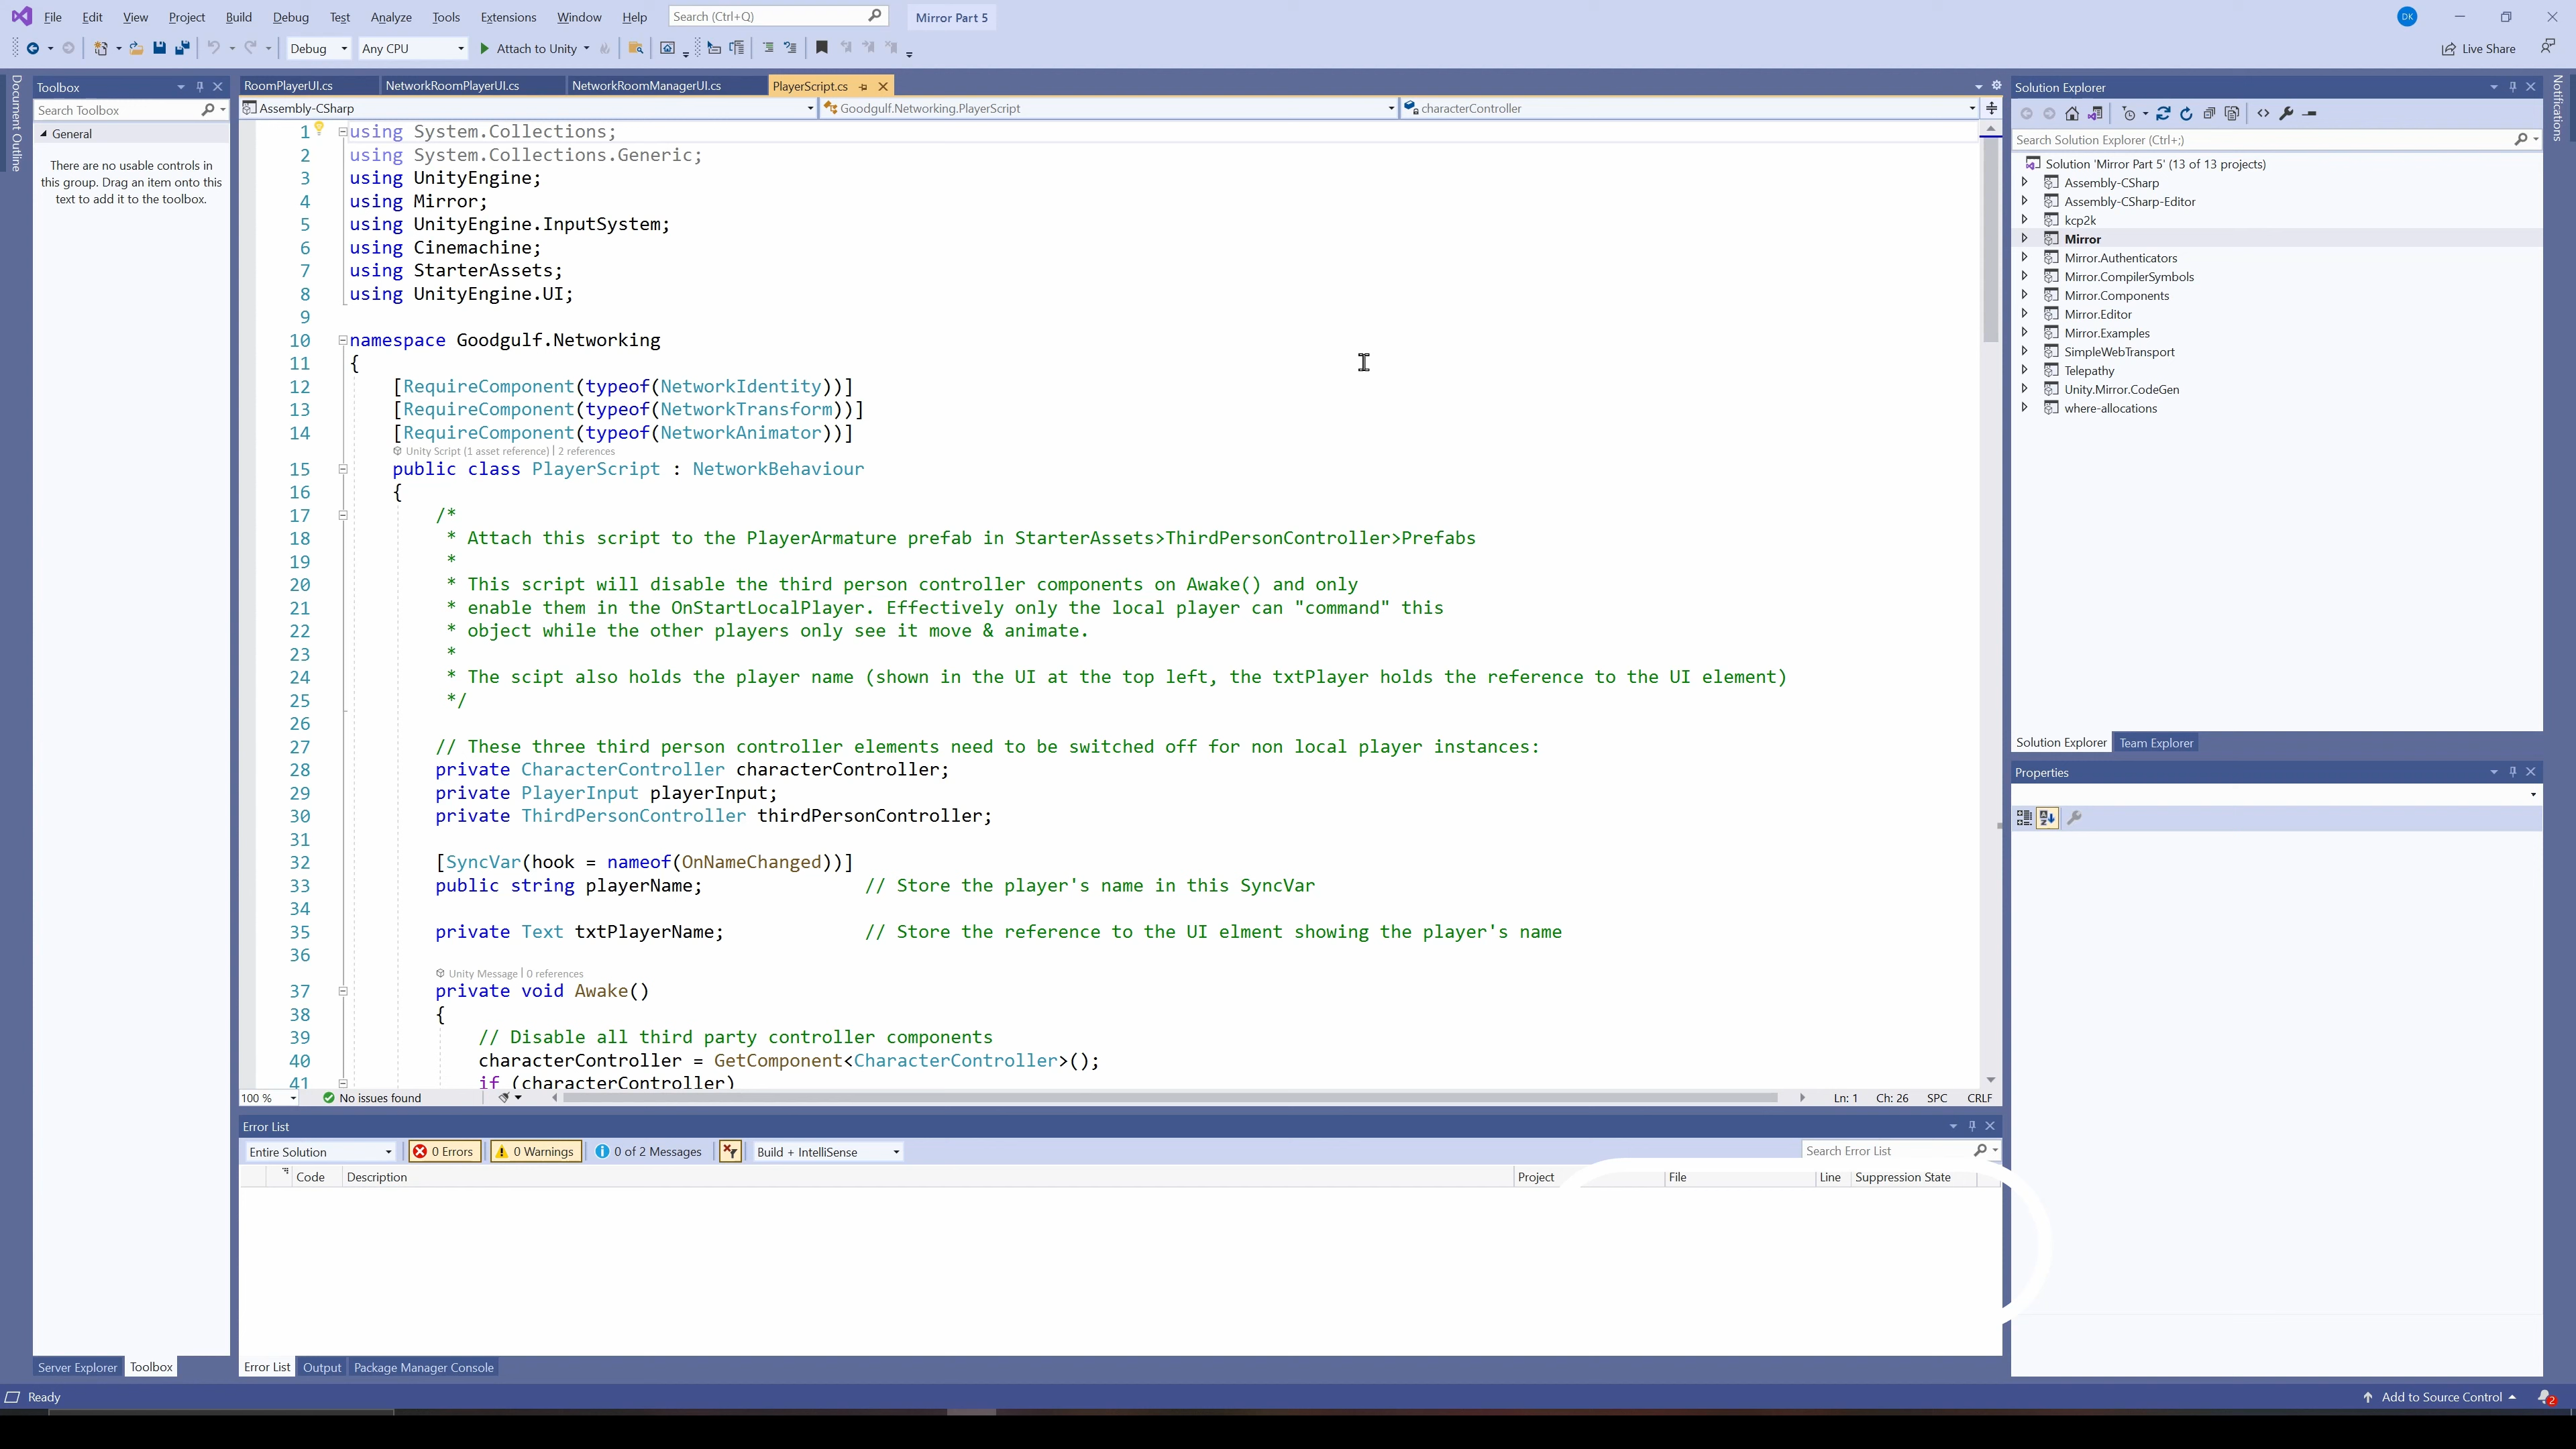 File Edit View Project Build Debug Test Analyze Tools Extensions Window Help Search (Ctrl+Q) Mirror Part 5 DK
Debug Any CPU Attach to Unity Live Share
Document Outline
Toolbox
Search Toolbox
General
There are no usable controls in
this group. Drag an item onto this
text to add it to the toolbox.
Server Explorer Toolbox
RoomPlayerUI.cs NetworkRoomPlayerUI.cs NetworkRoomManagerUI.cs PlayerScript.cs
Assembly-CSharp Goodgulf.Networking.PlayerScript characterController
1 using System.Collections;
2 using System.Collections.Generic;
3 using UnityEngine;
4 using Mirror;
5 using UnityEngine.InputSystem;
6 using Cinemachine;
7 using StarterAssets;
8 using UnityEngine.UI;
9
10 namespace Goodgulf.Networking
11 {
12 [RequireComponent(typeof(NetworkIdentity))]
13 [RequireComponent(typeof(NetworkTransform))]
14 [RequireComponent(typeof(NetworkAnimator))]
Unity Script (1 asset reference) | 2 references
15 public class PlayerScript : NetworkBehaviour
16 {
17 /*
18 * Attach this script to the PlayerArmature prefab in StarterAssets>ThirdPersonController>Prefabs
19 *
20 * This script will disable the third person controller components on Awake() and only
21 * enable them in the OnStartLocalPlayer. Effectively only the local player can "command" this
22 * object while the other players only see it move & animate.
23 *
24 * The scipt also holds the player name (shown in the UI at the top left, the txtPlayer holds the reference to the UI element)
25 */
26
27 // These three third person controller elements need to be switched off for non local player instances:
28 private CharacterController characterController;
29 private PlayerInput playerInput;
30 private ThirdPersonController thirdPersonController;
31
32 [SyncVar(hook = nameof(OnNameChanged))]
33 public string playerName; // Store the player's name in this SyncVar
34
35 private Text txtPlayerName; // Store the reference to the UI elment showing the player's name
36
Unity Message | 0 references
37 private void Awake()
38 {
39 // Disable all third party controller components
40 characterController = GetComponent<CharacterController>();
41 if (characterController)
100 % No issues found Ln: 1 Ch: 26 SPC CRLF
Error List
Entire Solution 0 Errors 0 Warnings 0 of 2 Messages Build + IntelliSense Search Error List
Code Description Project File Line Suppression State
Error List Output Package Manager Console
Solution Explorer
Search Solution Explorer (Ctrl+;)
Solution 'Mirror Part 5' (13 of 13 projects)
Assembly-CSharp
Assembly-CSharp-Editor
kcp2k
Mirror
Mirror.Authenticators
Mirror.CompilerSymbols
Mirror.Components
Mirror.Editor
Mirror.Examples
SimpleWebTransport
Telepathy
Unity.Mirror.CodeGen
where-allocations
Solution Explorer Team Explorer
Properties
Notifications
Ready Add to Source Control 2